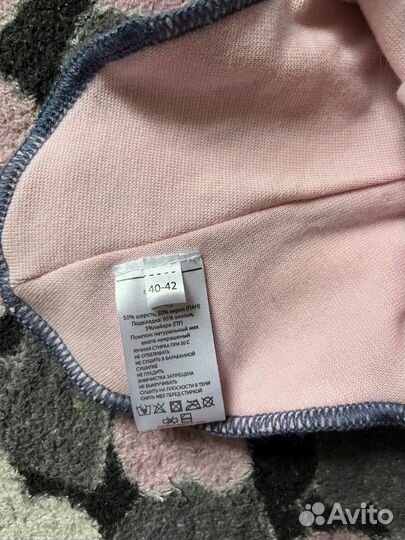 40-42
50% шерсть, 50% акрил (ПАН)
Подкладка: 95% хлопок,
5%лайкра (ПУ)
Помпон: натуральный мех
енота некрашеный
РУЧНАЯ СТИРКА ПРИ 30 С
НЕ ОТБЕЛИВАТЬ
НЕ СУШИТЬ В БАРАБАННОЙ
СУШИЛКЕ
НЕ ГЛАДИТЬ
ХИМЧИСТКА ЗАПРЕЩЕНА
НЕ ВЫКРУЧИВАТЬ
СУШИТЬ НА ПЛОСКОСТИ В ТЕНИ
СНЯТЬ МЕХ ПЕРЕД СТИРКОЙ
Avito